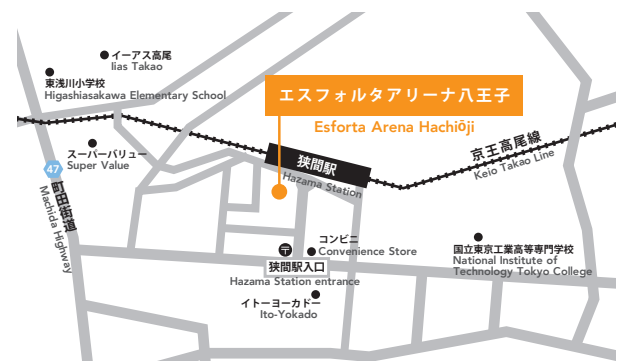 イーアス高尾
Iias Takao
東浅川小学校
Higashiasakawa Elementary School
エスフォルタアリーナ八王子
Esforta Arena Hachiōji
スーパーバリュー
Super Value
狭間駅
Hazama Station
京王高尾線
Keio Takao Line
47
町田街道
Machida Highway
コンビニ
Convenience Store
〒
狭間駅入口
Hazama Station entrance
国立東京工業高等専門学校
National Institute of
Technology Tokyo College
イトーヨーカドー
Ito-Yokado